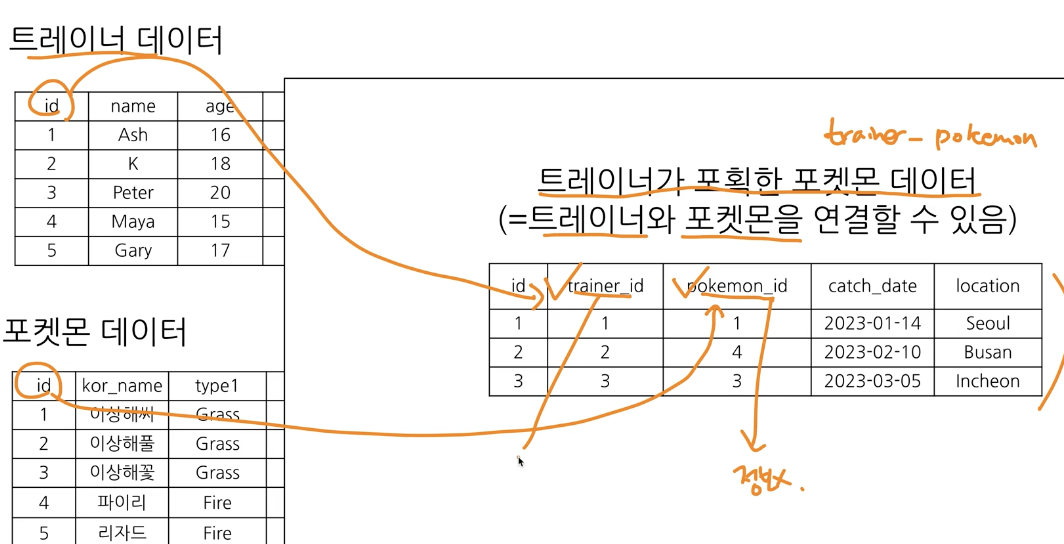 트레이너 데이터
id name age
1 Ash 16
2 K 18
3 Peter 20
4 Maya 15
5 Gary 17
포켓몬 데이터
id kor_name type1
1 이상해씨 Grass
2 이상해풀 Grass
3 이상해꽃 Grass
4 파이리 Fire
5 리자드 Fire
trainer_pokemon
트레이너가 포획한 포켓몬 데이터
(=트레이너와 포켓몬을 연결할 수 있음)
id trainer_id pokemon_id catch_date location
1 1 1 2023-01-14 Seoul
2 2 4 2023-02-10 Busan
3 3 3 2023-03-05 Incheon
정보x.